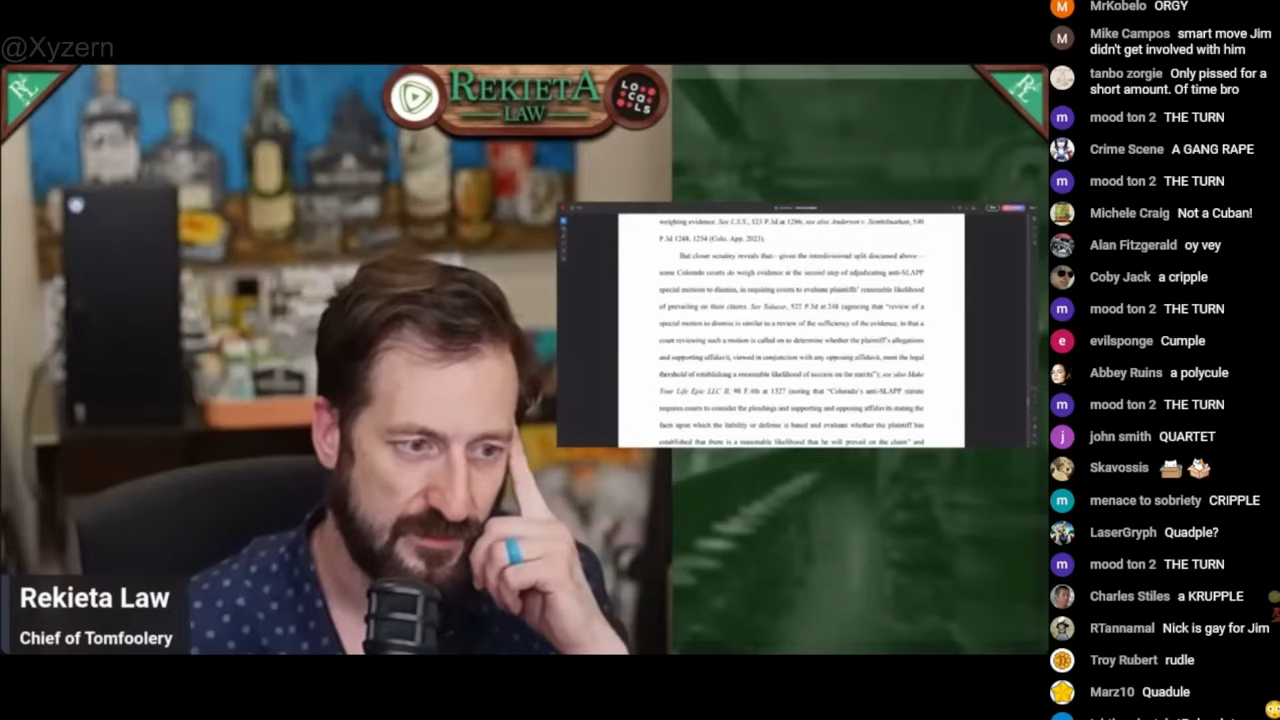 @Xyzern
REKIETA
LAW
LOCALS
RL
RL
weighing evidence. See L.S.S., 523 P.3d at 1286; see also Anderson v. Senthilnathan, 540
P.3d 1248, 1254 (Colo. App. 2023).
But closer scrutiny reveals that—given the interdivisional split discussed above—
some Colorado courts do weigh evidence at the second step of adjudicating anti-SLAPP
special motions to dismiss, in requiring courts to evaluate plaintiffs' reasonable likelihood
of prevailing on their claims. See Salazar, 522 P.3d at 248 (agreeing that "review of a
special motion to dismiss is similar to a review of the sufficiency of the evidence, in that a
court reviewing such a motion is called on to determine whether the plaintiff's allegations
and supporting affidavit, viewed in conjunction with any opposing affidavit, meet the legal
threshold of establishing a reasonable likelihood of success on the merits"); see also Make
Your Life Epic LLC II, 98 F.4th at 1327 (noting that "Colorado's anti-SLAPP statute
requires courts to consider the pleadings and supporting and opposing affidavits stating the
facts upon which the liability or defense is based and evaluate whether the plaintiff has
established that there is a reasonable likelihood that he will prevail on the claim" and
Rekieta Law
Chief of Tomfoolery
MrKobelo ORGY
Mike Campos smart move Jim
didn't get involved with him
tanbo zorgie Only pissed for a
short amount. Of time bro
mood ton 2 THE TURN
Crime Scene A GANG RAPE
mood ton 2 THE TURN
Michele Craig Not a Cuban!
Alan Fitzgerald oy vey
Coby Jack a cripple
mood ton 2 THE TURN
evilsponge Cumple
Abbey Ruins a polycule
mood ton 2 THE TURN
john smith QUARTET
Skavossis
menace to sobriety CRIPPLE
LaserGryph Quadple?
mood ton 2 THE TURN
Charles Stiles a KRUPPLE
RTannamal Nick is gay for Jim
Troy Rubert rudle
Marz10 Quadule